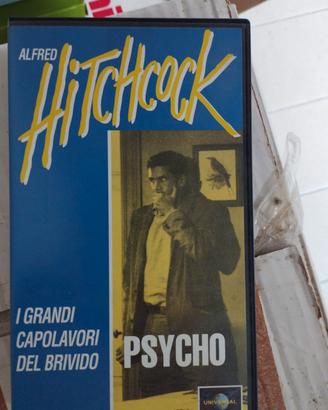 ALFRED
HiTCHCOCK
I GRANDI
CAPOLAVORI
DEL BRIVIDO
PSYCHO
UNIVERSAL